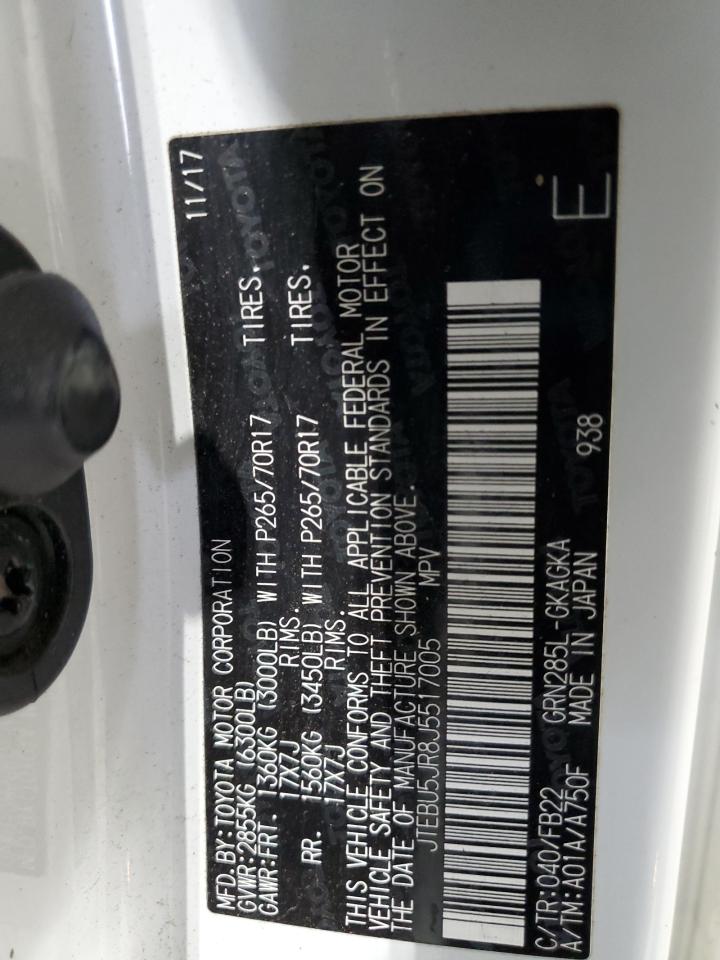 MFD.BY:TOYOTA MOTOR CORPORATION 11/17
GVWR:2855KG (6300LB)
GAWR:FRT. 1360KG (3000LB) WITH P265/70R17 TIRES,
17X7J RIMS.
RR. 1560KG (3450LB) WITH P265/70R17 TIRES.
17X7J RIMS.
THIS VEHICLE CONFORMS TO ALL APPLICABLE FEDERAL MOTOR
VEHICLE SAFETY AND THEFT PREVENTION STANDARDS IN EFFECT ON
THE DATE OF MANUFACTURE SHOWN ABOVE.
JTEBU5JR8J5517005 MPV
C/TR:040/FB22 GRN285L-GKAGKA
A/TM:A01A/A750F MADE IN JAPAN 938 E